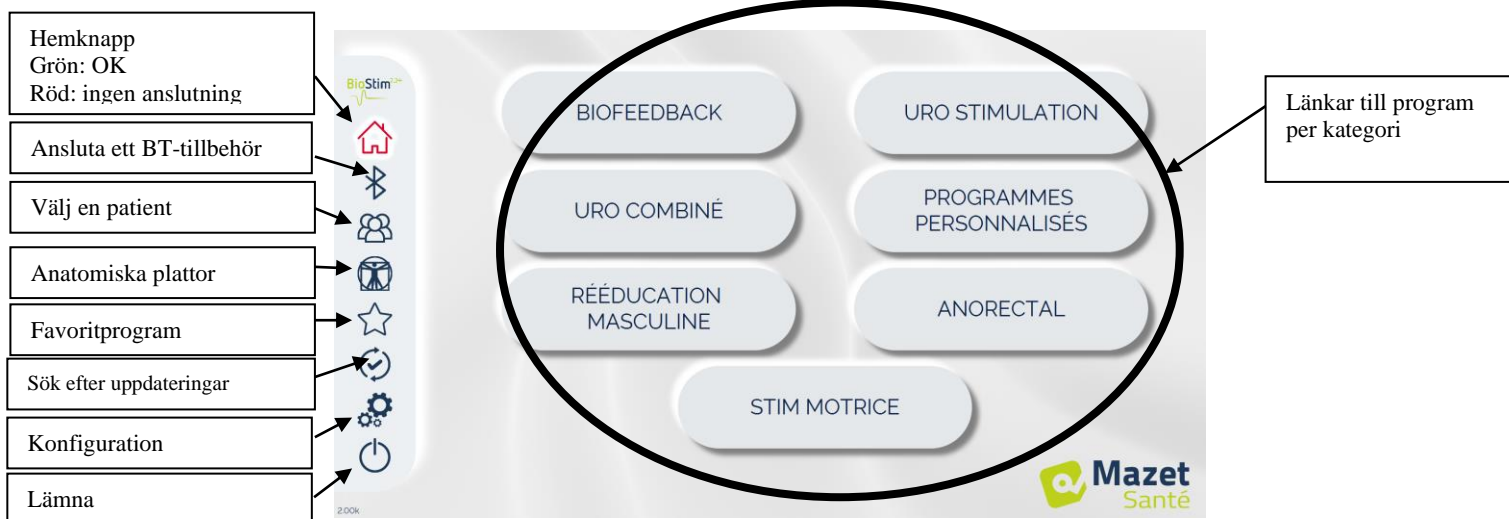 Hemknapp
Grön: OK
Röd: ingen anslutning
Ansluta ett BT-tillbehör
Välj en patient
Anatomiska plattor
Favoritprogram
Sök efter uppdateringar
Konfiguration
Lämna
BioStim
BIOFEEDBACK
URO STIMULATION
URO COMBINÉ
PROGRAMMES
PERSONNALISÉS
RÉÉDUCATION
MASCULINE
ANORECTAL
STIM MOTRICE
Mazet
Santé
2.00k
Länkar till program
per kategori